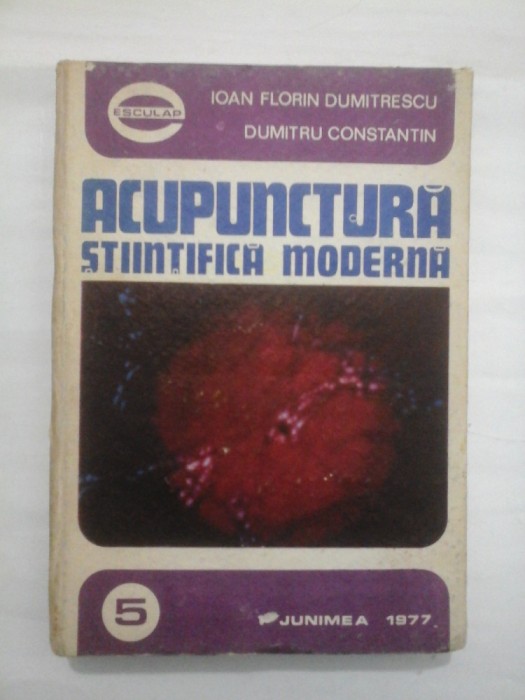 ESCULAP
IOAN FLORIN DUMITRESCU
DUMITRU CONSTANTIN
ACUPUNCTURĂ
ȘTIINȚIFICĂ MODERNĂ
5
JUNIMEA 1977